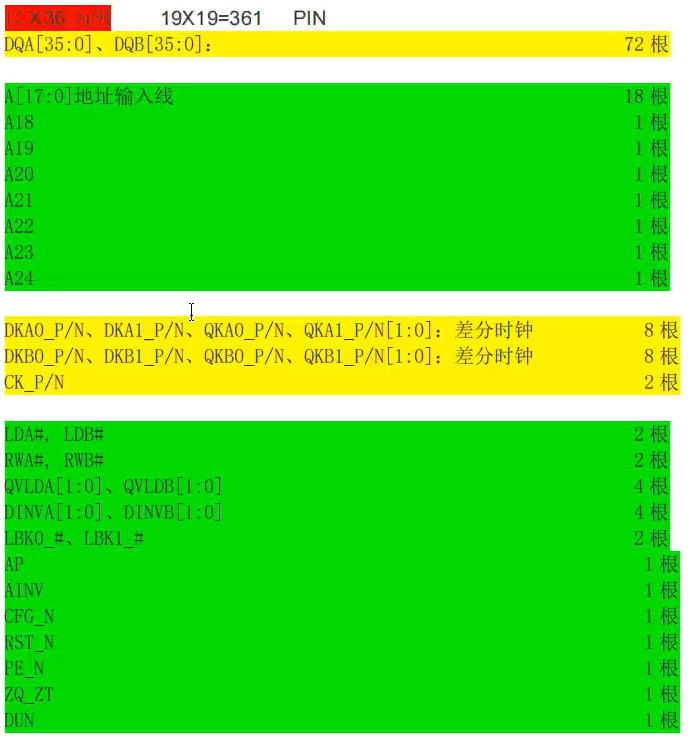 以 X36 为例 19X19=361 PIN
DQA[35:0]、DQB[35:0]: 72 根
A[17:0]地址输入线 18 根
A18 1 根
A19 1 根
A20 1 根
A21 1 根
A22 1 根
A23 1 根
A24 1 根
DKA0_P/N、DKA1_P/N、QKA0_P/N、QKA1_P/N[1:0]: 差分时钟 8 根
DKB0_P/N、DKB1_P/N、QKB0_P/N、QKB1_P/N[1:0]: 差分时钟 8 根
CK_P/N 2 根
LDA#, LDB# 2 根
RWA#, RWB# 2 根
QVLDA[1:0]、QVLDB[1:0] 4 根
DINVA[1:0]、DINVB[1:0] 4 根
LBK0_#、LBK1_# 2 根
AP 1 根
AINV 1 根
CFG_N 1 根
RST_N 1 根
PE_N 1 根
ZQ_ZT 1 根
DUN 1 根